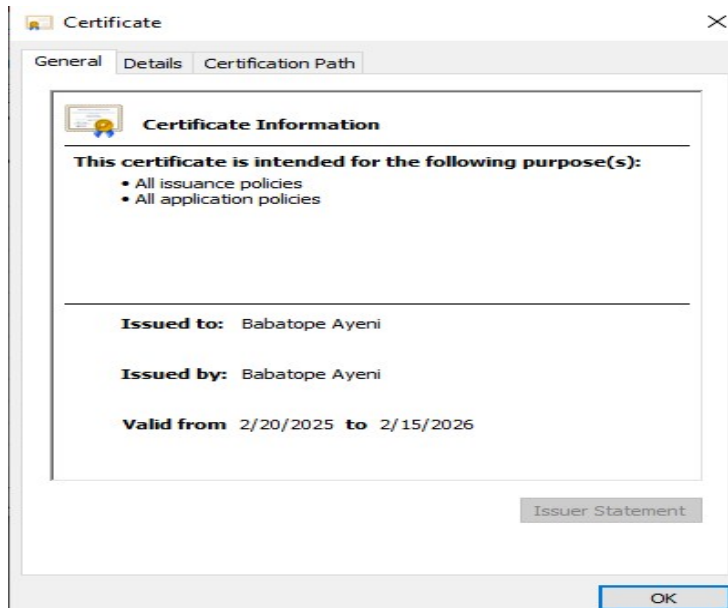 Certificate
General Details Certification Path
Certificate Information
This certificate is intended for the following purpose(s):
• All issuance policies
• All application policies
Issued to: Babatope Ayeni
Issued by: Babatope Ayeni
Valid from 2/20/2025 to 2/15/2026
Issuer Statement
OK